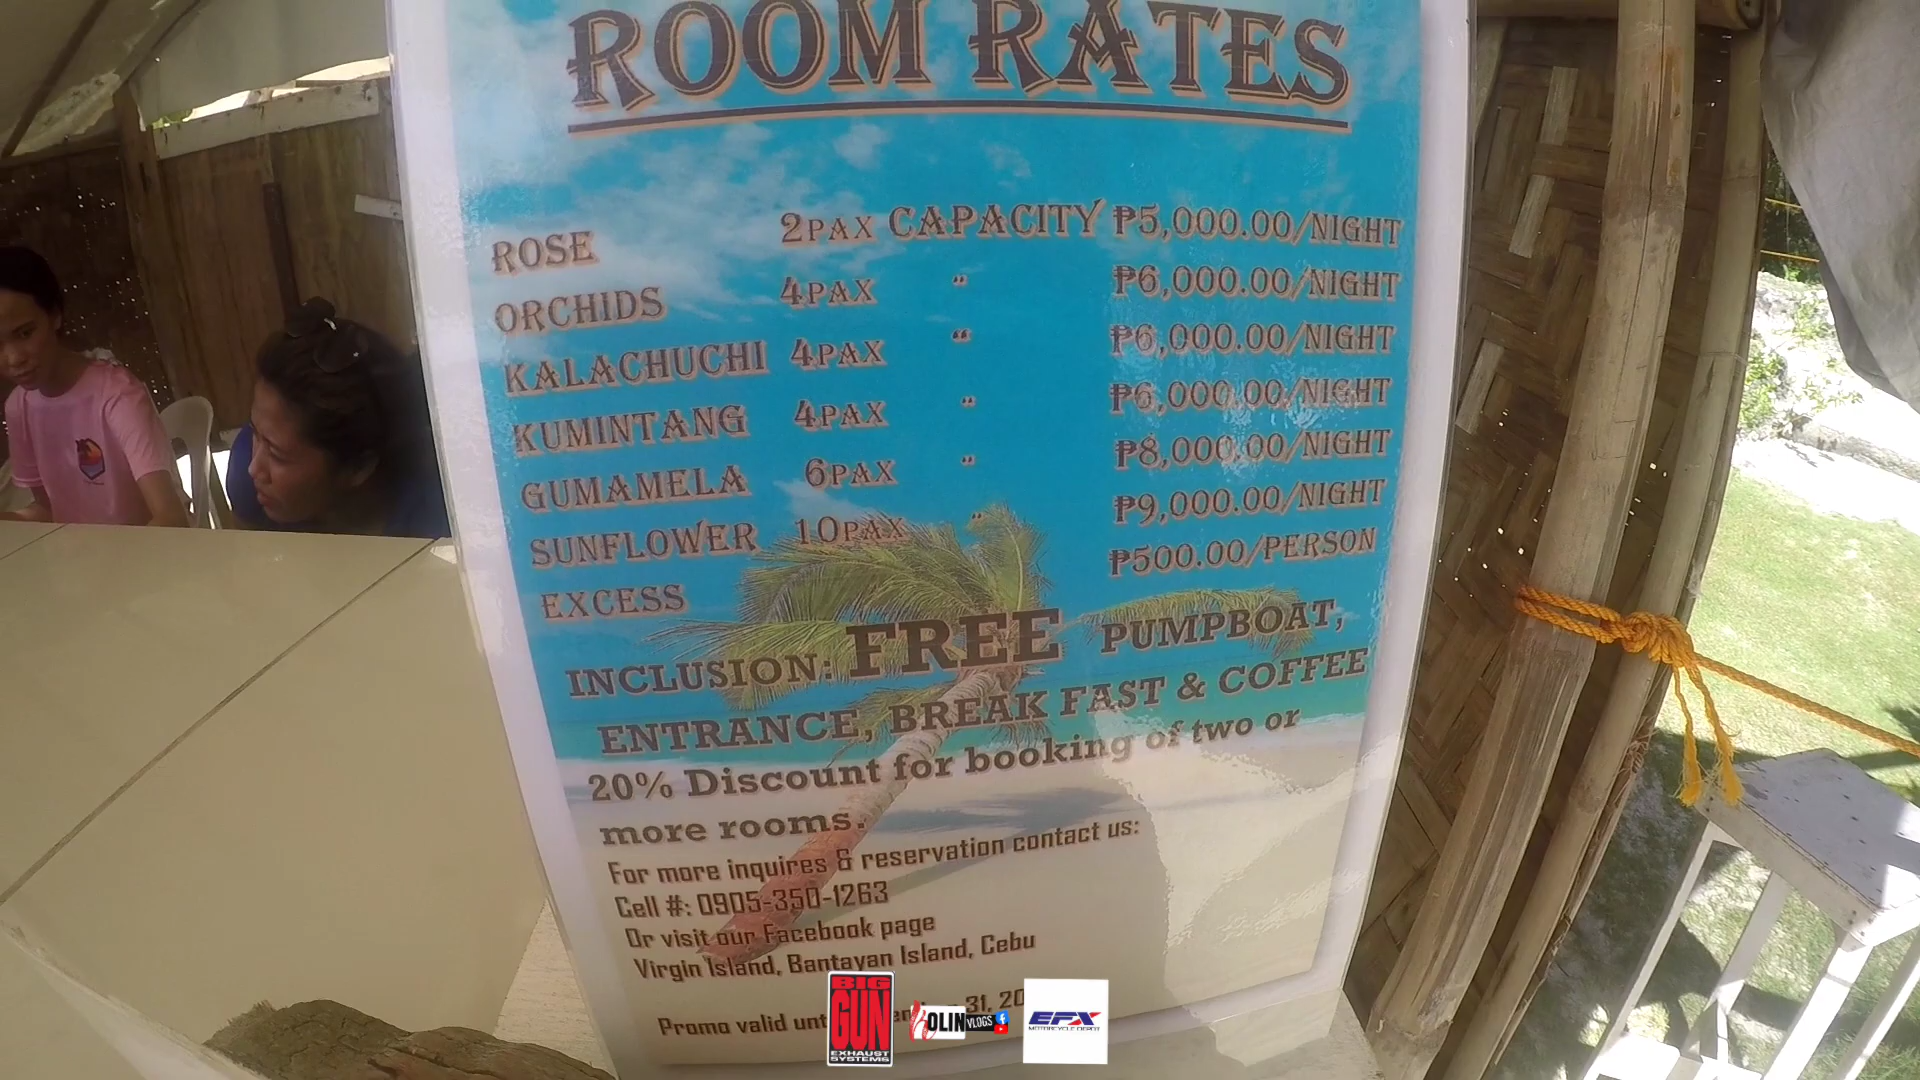 ROOM RATES
ROSE 2PAX CAPACITY ₱5,000.00/NIGHT
ORCHIDS 4PAX " ₱6,000.00/NIGHT
KALACHUCHI 4PAX " ₱6,000.00/NIGHT
KUMINTANG 4PAX " ₱6,000.00/NIGHT
GUMAMELA 6PAX " ₱8,000.00/NIGHT
SUNFLOWER 10PAX " ₱9,000.00/NIGHT
EXCESS ₱500.00/PERSON
INCLUSION: FREE PUMPBOAT,
ENTRANCE, BREAK FAST & COFFEE
20% Discount for booking of two or
more rooms.
For more inquires & reservation contact us:
Cell #: 0905-350-1263
Or visit our Facebook page
Virgin Island, Bantayan Island, Cebu
Promo valid 31,
BIG
GUN
EXHAUST
SYSTEMS
BOLIN VLOGS
EFX
MOTORCYCLE DEPOT